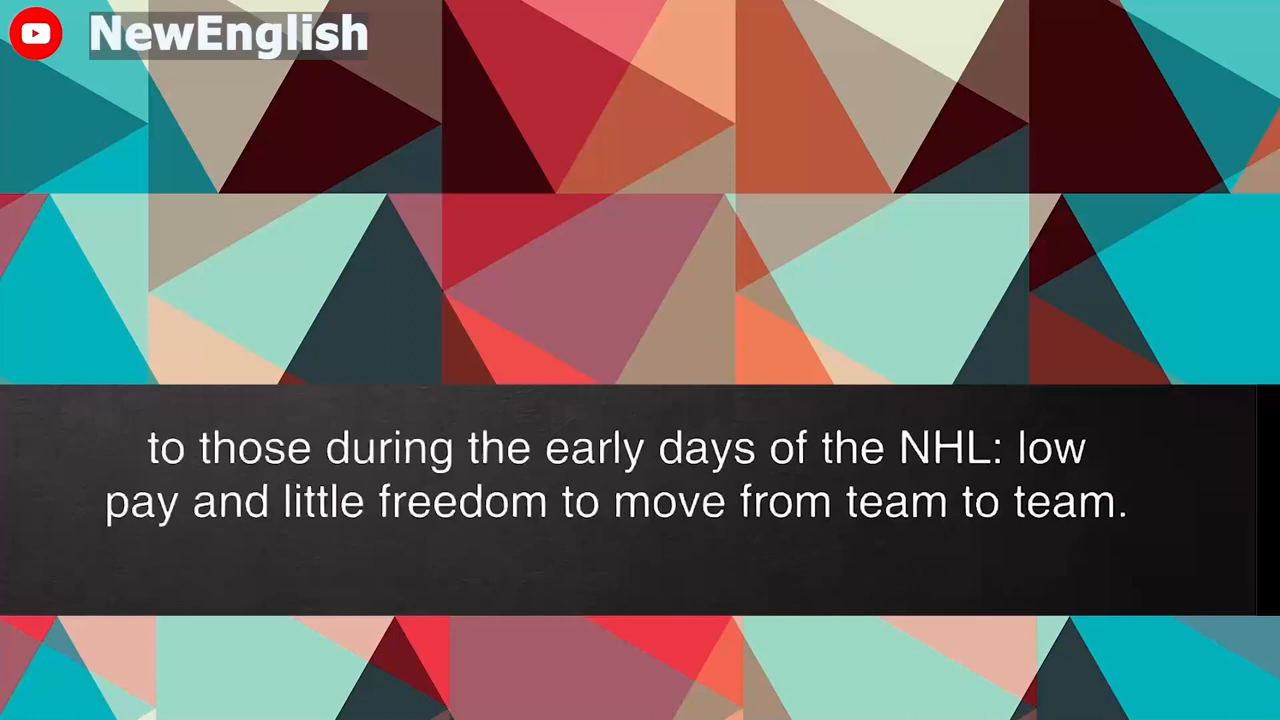 NewEnglish
to those during the early days of the NHL: low
pay and little freedom to move from team to team.